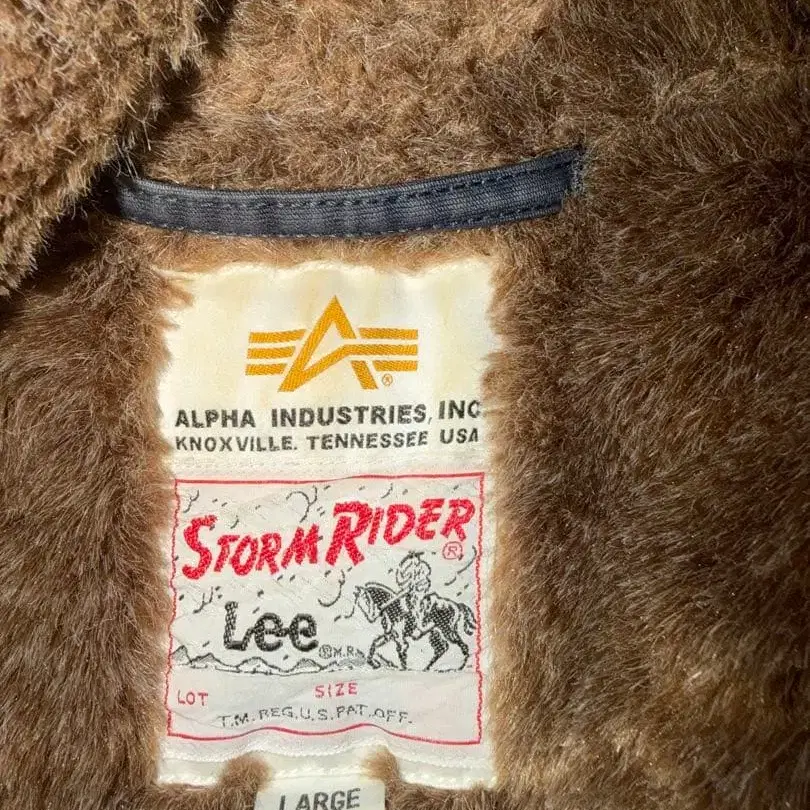 ®
ALPHA INDUSTRIES, INC
KNOXVILLE. TENNESSEE USA
STORM RIDER
®
Lee ®M.R.
LOT SIZE
T.M. REG.U.S.PAT.OFF.
LARGE